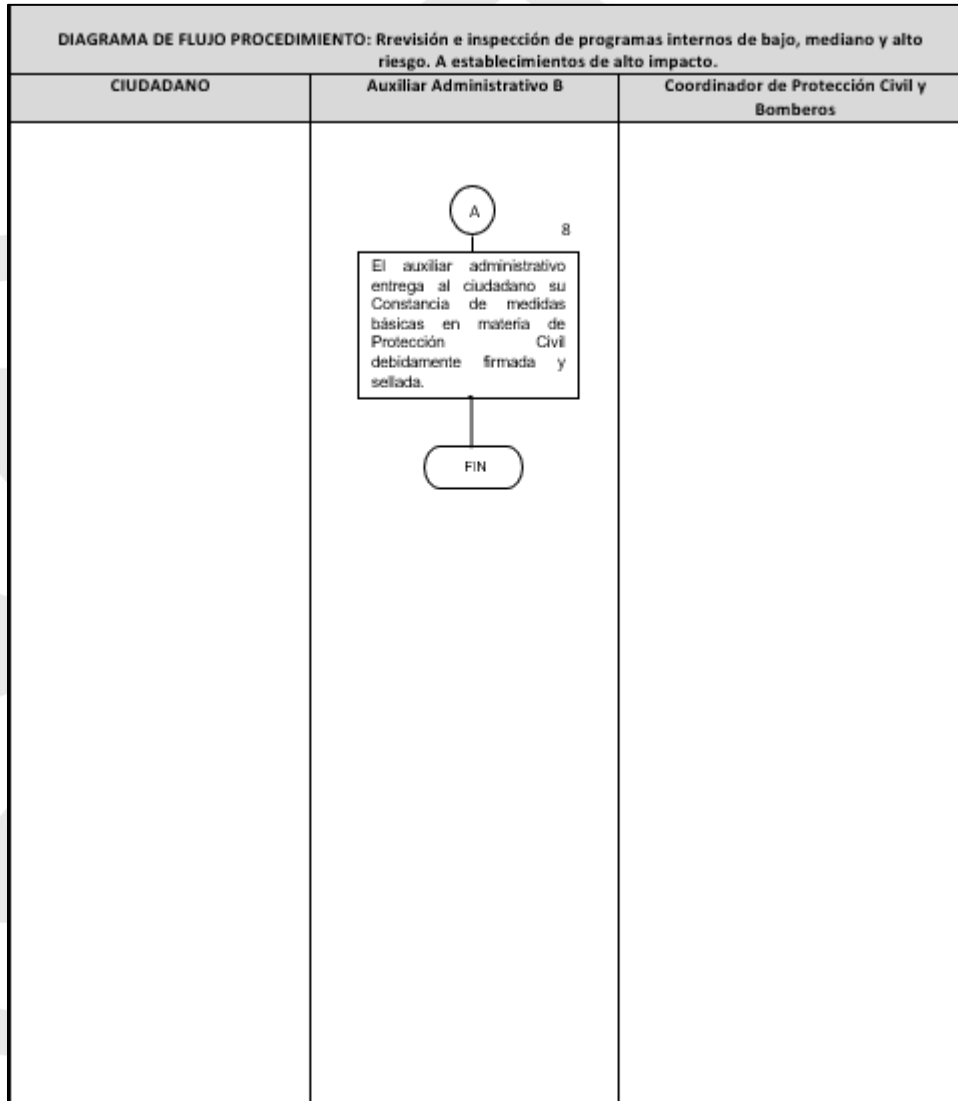 DIAGRAMA DE FLUJO PROCEDIMIENTO: Rrevisión e inspección de programas internos de bajo, mediano y alto
riesgo. A establecimientos de alto impacto.
CIUDADANO
Auxiliar Administrativo B
Coordinador de Protección Civil y
Bomberos
A
8
El auxiliar administrativo
entrega al ciudadano su
Constancia de medidas
básicas en materia de
Protección Civil
debidamente firmada y
sellada.
FIN